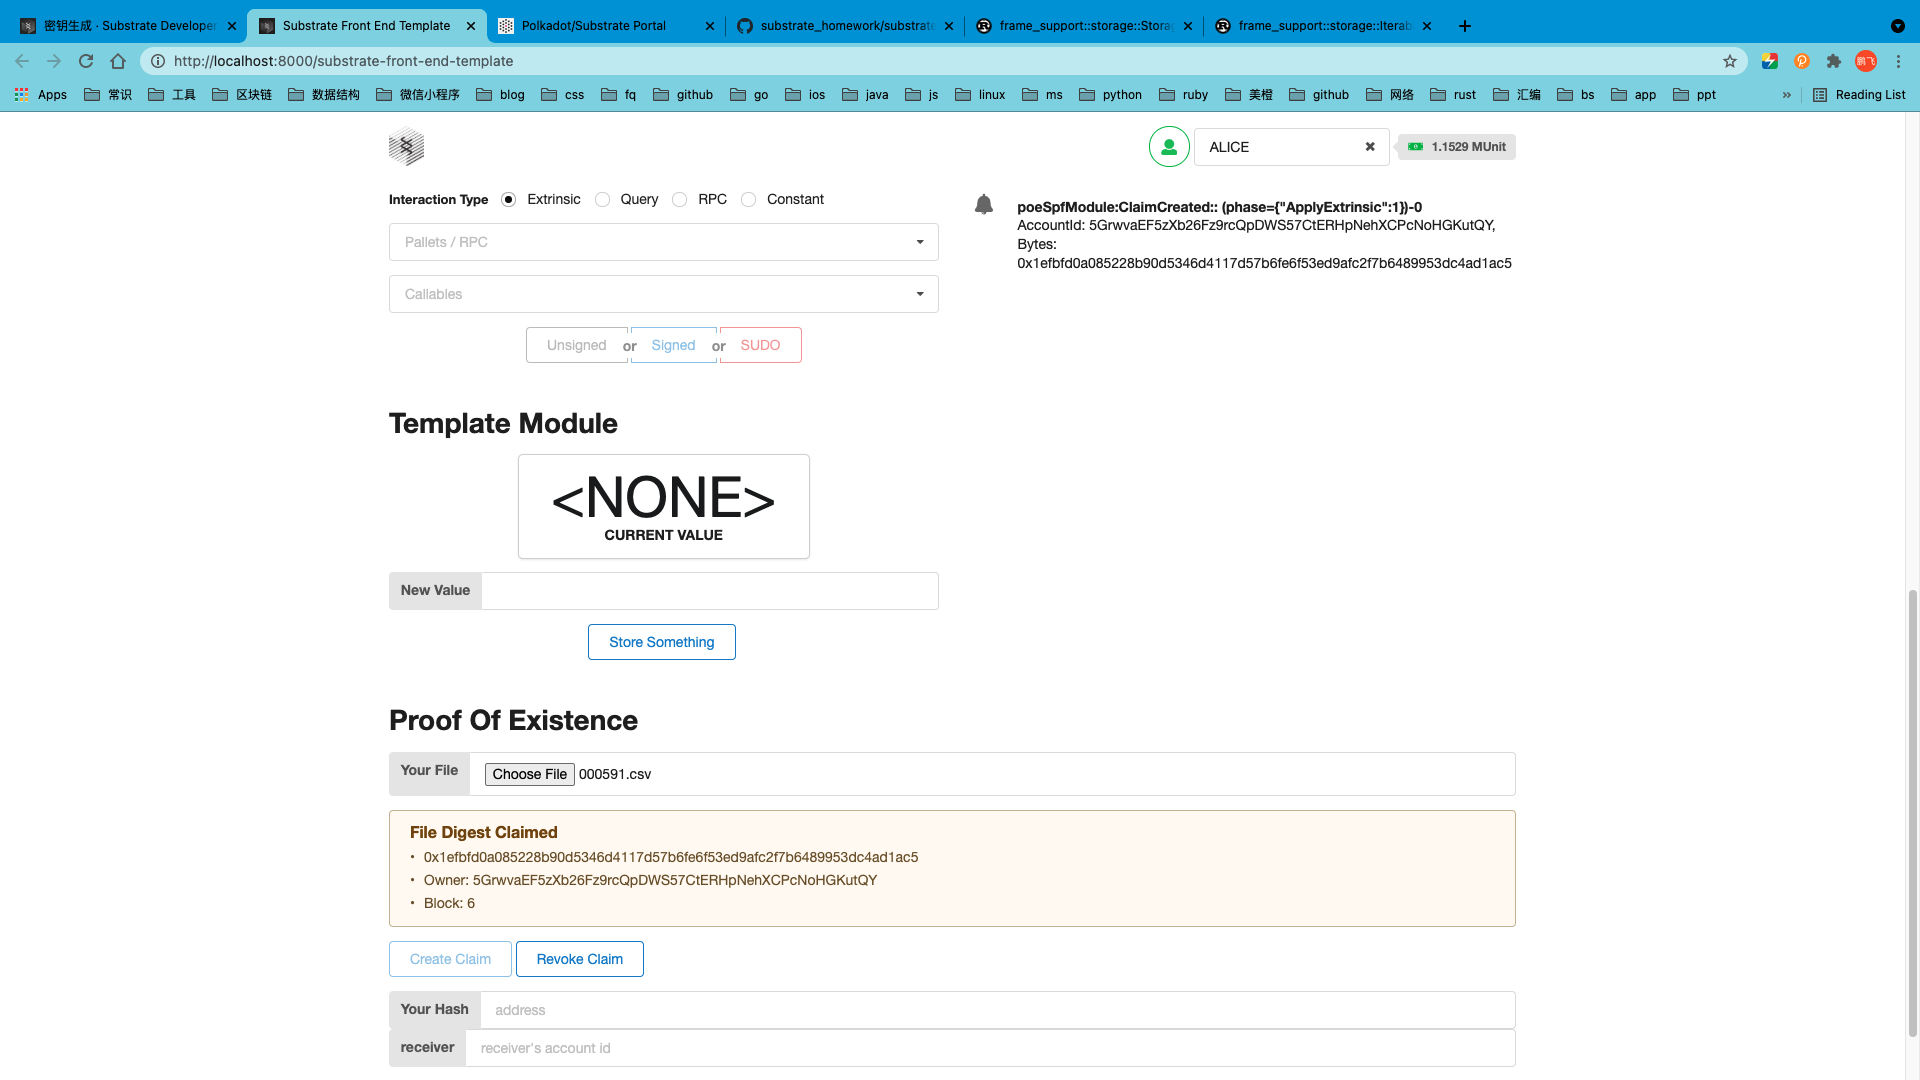 密钥生成 · Substrate Developer
Substrate Front End Template
Polkadot/Substrate Portal
substrate_homework/substrate
frame_support::storage::Stora
frame_support::storage::Iterab
http://localhost:8000/substrate-front-end-template
鹏飞
Apps 常识 工具 区块链 数据结构 微信小程序 blog css fq github go ios java js linux ms python ruby 美橙 github 网络 rust 汇编 bs app ppt » Reading List
ALICE
1.1529 MUnit
Interaction Type Extrinsic Query RPC Constant
Pallets / RPC
Callables
Unsigned or Signed or SUDO
poeSpfModule:ClaimCreated:: (phase={"ApplyExtrinsic":1})-0
AccountId: 5GrwvaEF5zXb26Fz9rcQpDWS57CtERHpNehXCPcNoHGKutQY,
Bytes:
0x1efbfd0a085228b90d5346d4117d57b6fe6f53ed9afc2f7b6489953dc4ad1ac5
Template Module
<NONE>
CURRENT VALUE
New Value
Store Something
Proof Of Existence
Your File Choose File 000591.csv
File Digest Claimed
• 0x1efbfd0a085228b90d5346d4117d57b6fe6f53ed9afc2f7b6489953dc4ad1ac5
• Owner: 5GrwvaEF5zXb26Fz9rcQpDWS57CtERHpNehXCPcNoHGKutQY
• Block: 6
Create Claim Revoke Claim
Your Hash address
receiver receiver's account id